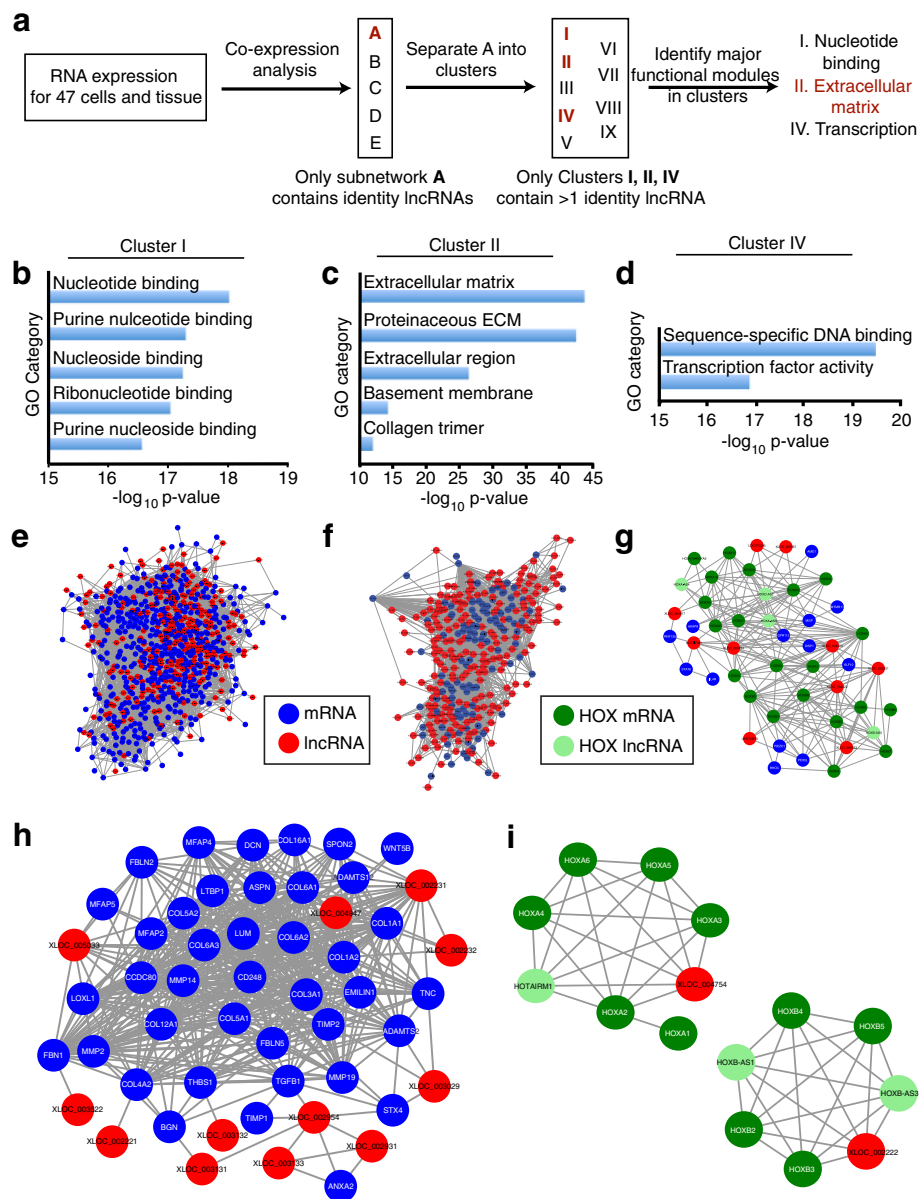 a
RNA expression
for 47 cells and tissue
Co-expression
analysis
A
B
C
D
E
Only subnetwork A
contains identity lncRNAs
Separate A into
clusters
I
II
III
IV
V
VI
VII
VIII
IX
Only Clusters I, II, IV
contain >1 identity lncRNA
Identify major
functional modules
in clusters
I. Nucleotide
binding
II. Extracellular
matrix
IV. Transcription
Cluster I
b
GO Category
Nucleotide binding
Purine nulceotide binding
Nucleoside binding
Ribonucleotide binding
Purine nucleoside binding
15 16 17 18 19
-log10 p-value
Cluster II
c
GO category
Extracellular matrix
Proteinaceous ECM
Extracellular region
Basement membrane
Collagen trimer
10 15 20 25 30 35 40 45
-log10 p-value
Cluster IV
d
GO category
Sequence-specific DNA binding
Transcription factor activity
15 16 17 18 19 20
-log10 p-value
e
mRNA
lncRNA
f
HOX mRNA
HOX lncRNA
g
h
MFAP4
DCN
COL16A1
SPON2
WNT5B
FBLN2
LTBP1
ASPN
COL6A1
ADAMTS1
XLOC_002231
MFAP5
COL5A2
XLOC_004947
COL1A1
XLOC_005033
MFAP2
COL6A3
LUM
COL6A2
COL1A2
XLOC_002232
CCDC80
MMP14
CD248
COL3A1
EMILIN1
TNC
LOXL1
COL12A1
COL5A1
TIMP2
ADAMTS2
FBN1
MMP2
FBLN5
COL4A2
THBS1
TGFB1
MMP19
XLOC_003522
BGN
TIMP1
STX4
XLOC_002221
XLOC_003132
XLOC_003131
XLOC_003133
ANXA2
i
HOXA6
HOXA5
HOXA4
HOXA3
HOTAIRM1
XLOC_004754
HOXA2
HOXA1
HOXB4
HOXB5
HOXB-AS1
HOXB-AS3
HOXB2
XLOC_002222
HOXB3